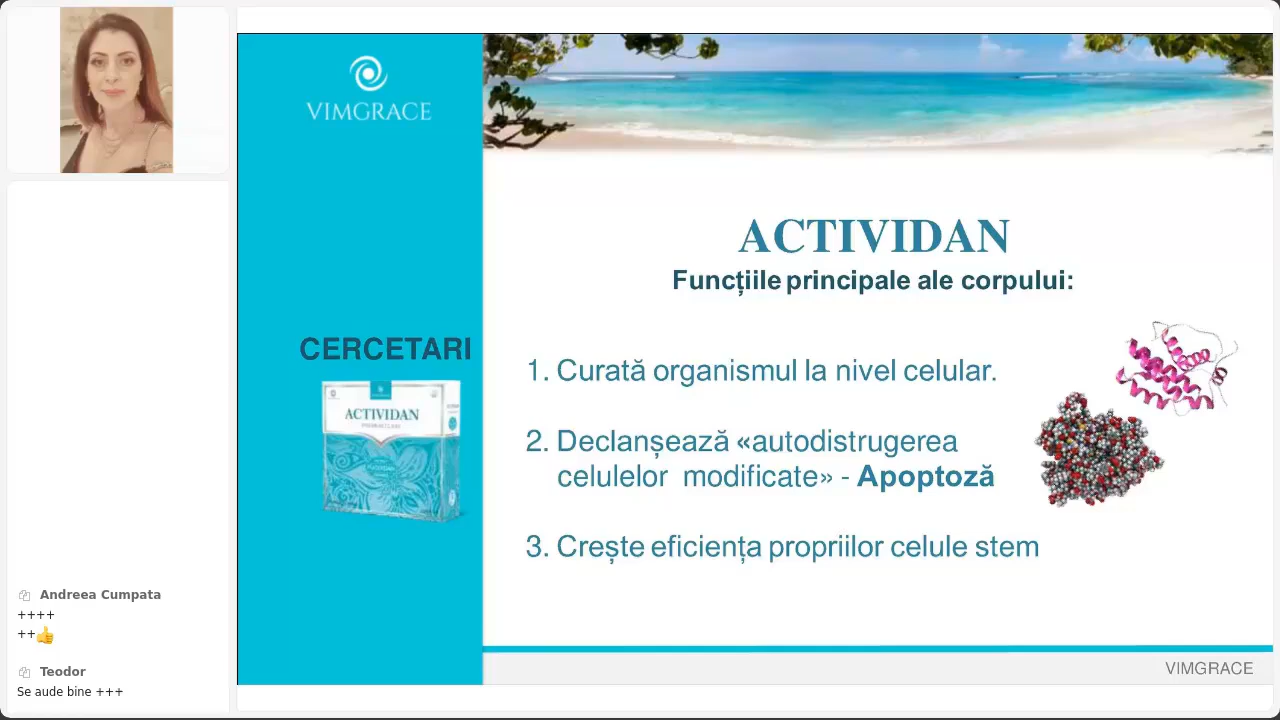 VIMGRACE
ACTIVIDAN
Funcțiile principale ale corpului:
CERCETARI
ACTIVIDAN
1. Curată organismul la nivel celular.
2. Declanșează «autodistrugerea
celulelor modificate» - Apoptoză
3. Crește eficiența propriilor celule stem
VIMGRACE
Andreea Cumpata
++++
++👍
Teodor
Se aude bine +++